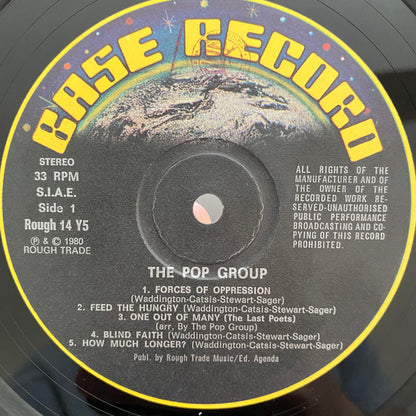 BASE RECORD
STEREO
33 RPM
S.I.A.E.
Side 1
Rough 14 Y5
℗ & © 1980
ROUGH TRADE
ALL RIGHTS OF THE
MANUFACTURER AND OF
THE OWNER OF THE
RECORDED WORK RE-
SERVED-UNAUTHORISED
PUBLIC PERFORMANCE
BROADCASTING AND CO-
PYING OF THIS RECORD
PROHIBITED.
THE POP GROUP
1. FORCES OF OPPRESSION
(Waddington-Catsis-Stewart-Sager)
2. FEED THE HUNGRY (Waddington-Catsis-Stewart-Sager)
3. ONE OUT OF MANY (The Last Poets)
(arr. By The Pop Group)
4. BLIND FAITH (Waddington-Catsis-Stewart-Sager)
5. HOW MUCH LONGER? (Waddington-Catsis-Stewart-Sager)
Publ. by Rough Trade Music/Ed. Agenda